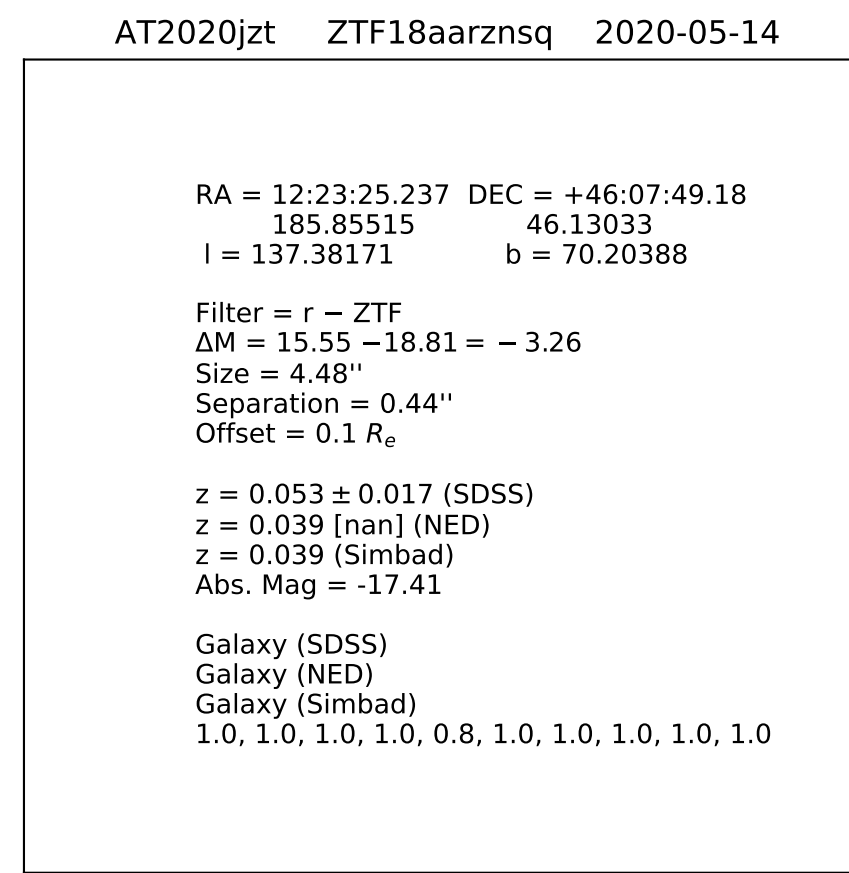 AT2020jzt ZTF18aarznsq 2020-05-14
RA = 12:23:25.237 DEC = +46:07:49.18
185.85515 46.13033
l = 137.38171 b = 70.20388
Filter = r − ZTF
ΔM = 15.55 −18.81 = − 3.26
Size = 4.48''
Separation = 0.44''
Offset = 0.1 Rₑ
z = 0.053 ± 0.017 (SDSS)
z = 0.039 [nan] (NED)
z = 0.039 (Simbad)
Abs. Mag = -17.41
Galaxy (SDSS)
Galaxy (NED)
Galaxy (Simbad)
1.0, 1.0, 1.0, 1.0, 0.8, 1.0, 1.0, 1.0, 1.0, 1.0